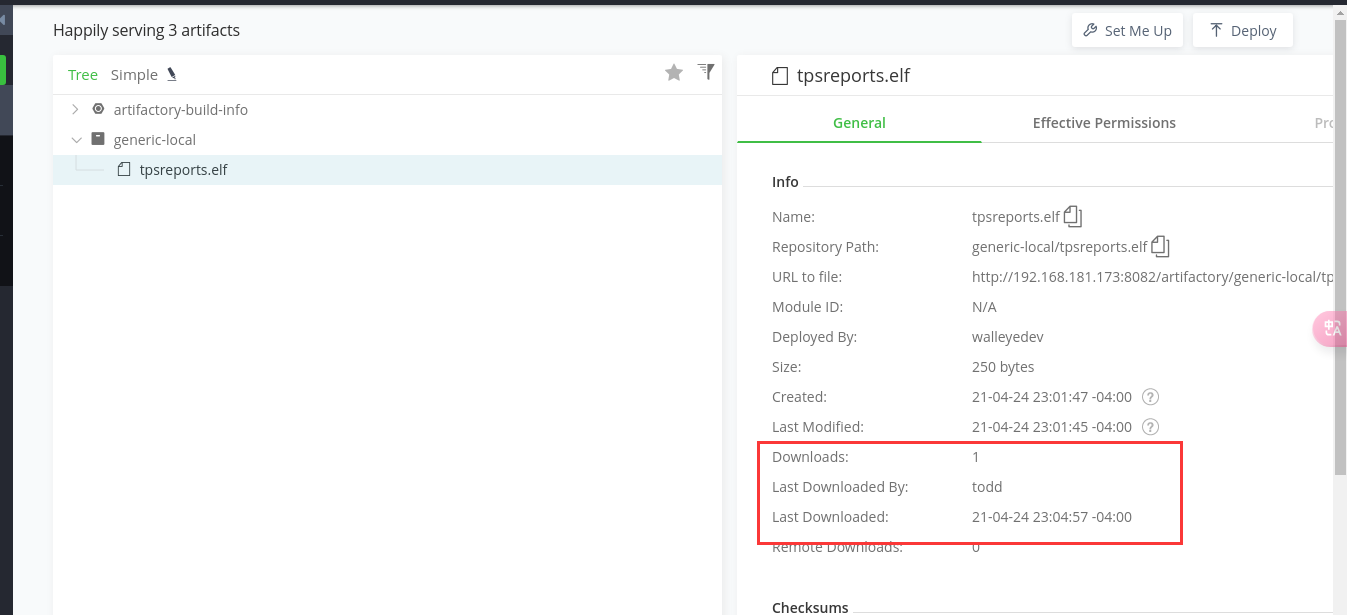 Happily serving 3 artifacts
Set Me Up
Deploy
Tree Simple
artifactory-build-info
generic-local
tpsreports.elf
tpsreports.elf
General Effective Permissions Pro
Info
Name: tpsreports.elf
Repository Path: generic-local/tpsreports.elf
URL to file: http://192.168.181.173:8082/artifactory/generic-local/tp
Module ID: N/A
Deployed By: walleyedev
Size: 250 bytes
Created: 21-04-24 23:01:47 -04:00
Last Modified: 21-04-24 23:01:45 -04:00
Downloads: 1
Last Downloaded By: todd
Last Downloaded: 21-04-24 23:04:57 -04:00
Remote Downloads: 0
Checksums